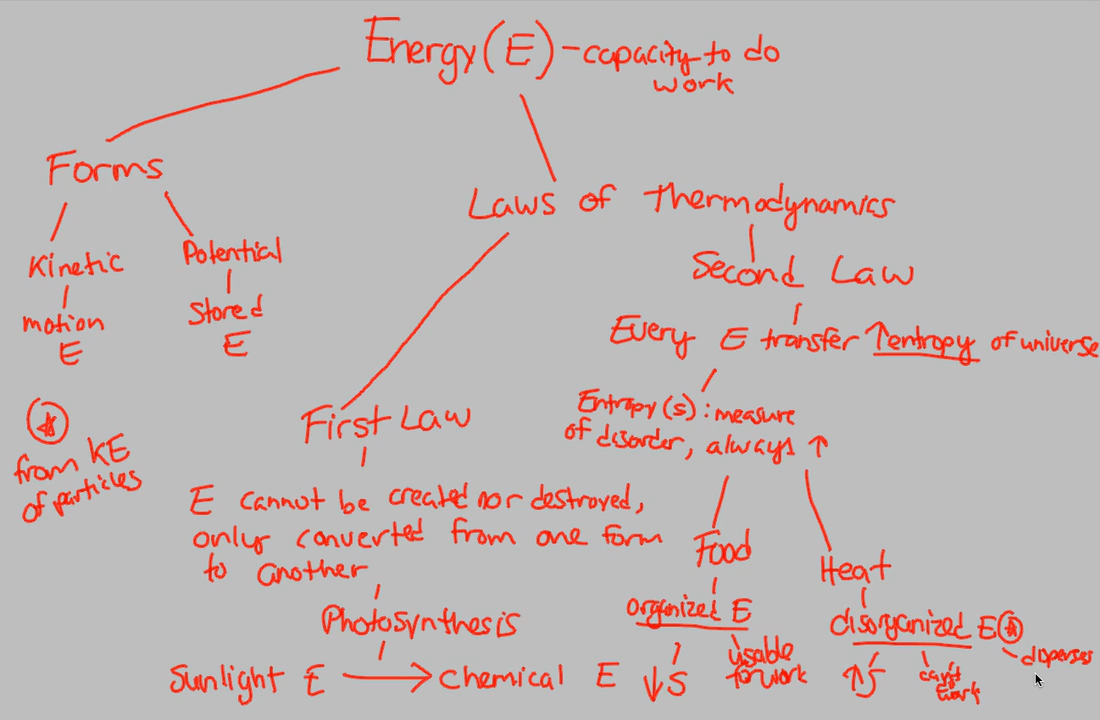 Energy (E) - capacity to do
work
Forms
Laws of Thermodynamics
Kinetic
Potential
Second Law
motion
E
Stored
E
Every E transfer ↑entropy of universe
Entropy (s): measure
of disorder, always ↑
First Law
* from KE
of particles
E cannot be created nor destroyed,
only converted from one form
to another
Food
Heat
Photosynthesis
organized E
disorganized E *
disperses
Sunlight E → chemical E
↓S
usable
for work
↑S
can't
work